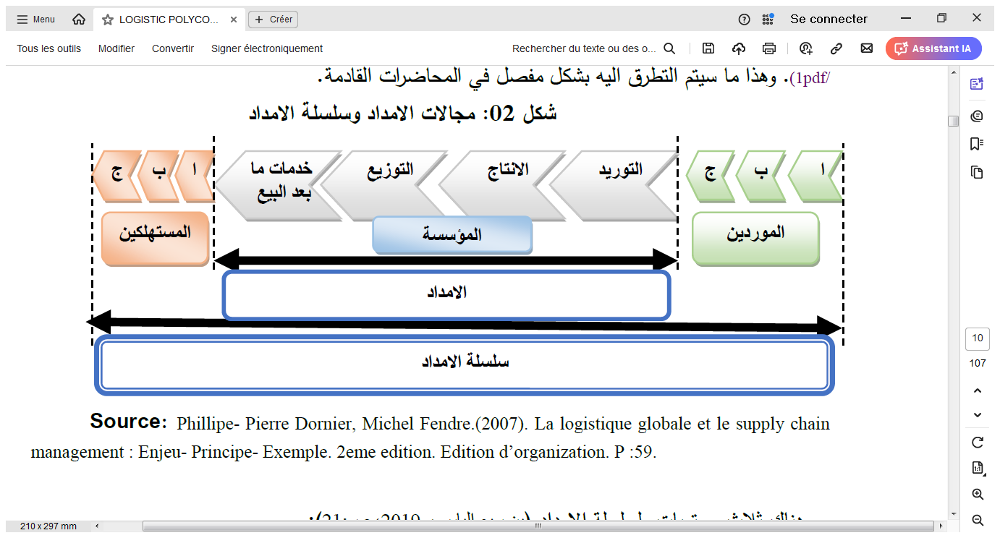 Menu
LOGISTIC POLYCO...
Créer
Se connecter
Tous les outils
Modifier
Convertir
Signer électroniquement
Rechercher du texte ou des o...
Assistant IA
1pdf/). وهذا ما سيتم التطرق اليه بشكل مفصل في المحاضرات القادمة.
شكل 02: مجالات الامداد وسلسلة الامداد
ا
ب
ج
التوريد
الانتاج
التوزيع
خدمات ما
بعد البيع
ا
ب
ج
الموردين
المؤسسة
المستهلكين
الامداد
سلسلة الامداد
Source: Phillipe- Pierre Dornier, Michel Fendre.(2007). La logistique globale et le supply chain
management : Enjeu- Principe- Exemple. 2eme edition. Edition d’organization. P :59.
10
107
1:1
210 x 297 mm